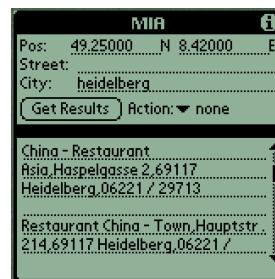 MIA
Pos: 49.25000 N 8.42000 E
Street:
City: heidelberg
Get Results Action: none
China - Restaurant
Asia,Haspelgasse 2,69117
Heidelberg,06221 / 29713
Restaurant China - Town,Hauptstr.
214,69117 Heidelberg,06221 /